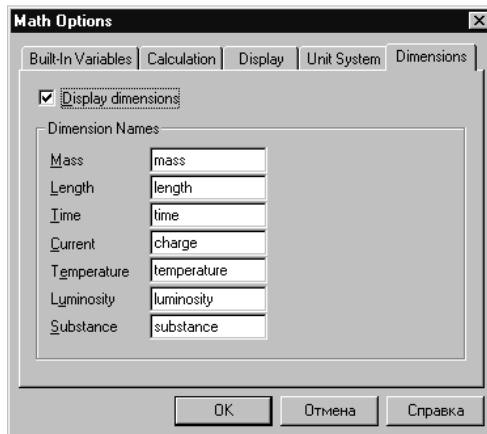 Math Options
Built-In Variables Calculation Display Unit System Dimensions
Display dimensions
Dimension Names
Mass mass
Length length
Time time
Current charge
Temperature temperature
Luminosity luminosity
Substance substance
OK Отмена Справка